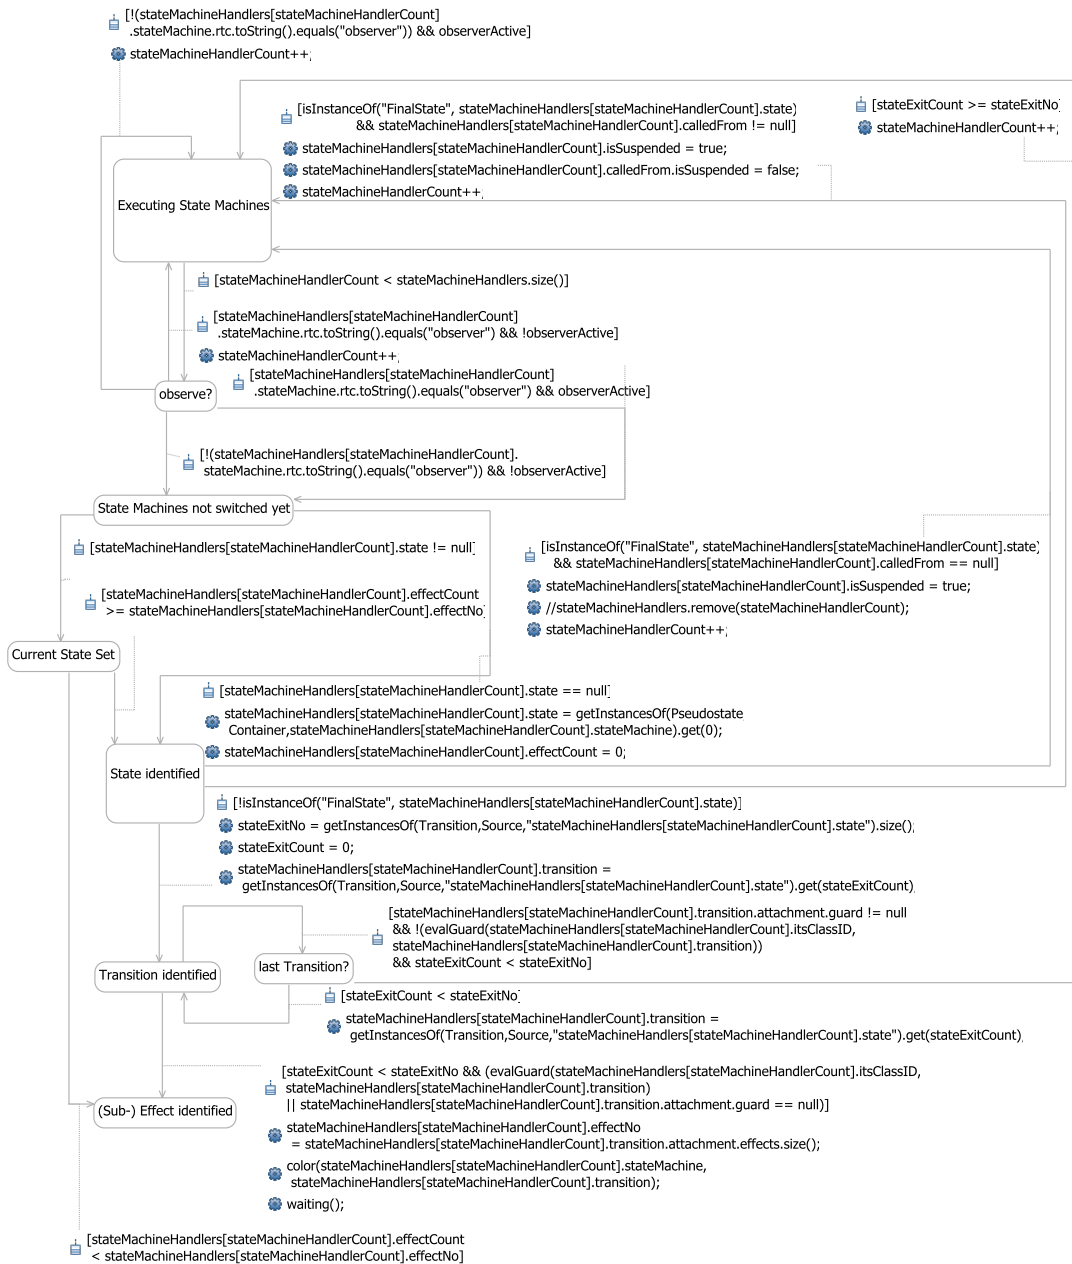 [!(stateMachineHandlers[stateMachineHandlerCount]
.stateMachine.rtc.toString().equals("observer")) && observerActive]
stateMachineHandlerCount++;
[isInstanceOf("FinalState", stateMachineHandlers[stateMachineHandlerCount].state)
&& stateMachineHandlers[stateMachineHandlerCount].calledFrom != null]
stateMachineHandlers[stateMachineHandlerCount].isSuspended = true;
stateMachineHandlers[stateMachineHandlerCount].calledFrom.isSuspended = false;
stateMachineHandlerCount++;
[stateExitCount >= stateExitNo]
stateMachineHandlerCount++;
Executing State Machines
[stateMachineHandlerCount < stateMachineHandlers.size()]
[stateMachineHandlers[stateMachineHandlerCount]
.stateMachine.rtc.toString().equals("observer") && !observerActive]
stateMachineHandlerCount++;
[stateMachineHandlers[stateMachineHandlerCount]
.stateMachine.rtc.toString().equals("observer") && observerActive]
observe?
[!(stateMachineHandlers[stateMachineHandlerCount].
stateMachine.rtc.toString().equals("observer")) && !observerActive]
State Machines not switched yet
[stateMachineHandlers[stateMachineHandlerCount].state != null]
[stateMachineHandlers[stateMachineHandlerCount].effectCount
>= stateMachineHandlers[stateMachineHandlerCount].effectNo]
[isInstanceOf("FinalState", stateMachineHandlers[stateMachineHandlerCount].state)
&& stateMachineHandlers[stateMachineHandlerCount].calledFrom == null]
stateMachineHandlers[stateMachineHandlerCount].isSuspended = true;
//stateMachineHandlers.remove(stateMachineHandlerCount);
stateMachineHandlerCount++;
Current State Set
[stateMachineHandlers[stateMachineHandlerCount].state == null]
stateMachineHandlers[stateMachineHandlerCount].state = getInstancesOf(Pseudostate
Container,stateMachineHandlers[stateMachineHandlerCount].stateMachine).get(0);
stateMachineHandlers[stateMachineHandlerCount].effectCount = 0;
State identified
[!isInstanceOf("FinalState", stateMachineHandlers[stateMachineHandlerCount].state)]
stateExitNo = getInstancesOf(Transition,Source,"stateMachineHandlers[stateMachineHandlerCount].state").size();
stateExitCount = 0;
stateMachineHandlers[stateMachineHandlerCount].transition =
getInstancesOf(Transition,Source,"stateMachineHandlers[stateMachineHandlerCount].state").get(stateExitCount)
[stateMachineHandlers[stateMachineHandlerCount].transition.attachment.guard != null
&& !(evalGuard(stateMachineHandlers[stateMachineHandlerCount].itsClassID,
stateMachineHandlers[stateMachineHandlerCount].transition))
&& stateExitCount < stateExitNo]
Transition identified
last Transition?
[stateExitCount < stateExitNo]
stateMachineHandlers[stateMachineHandlerCount].transition =
getInstancesOf(Transition,Source,"stateMachineHandlers[stateMachineHandlerCount].state").get(stateExitCount)
[stateExitCount < stateExitNo && (evalGuard(stateMachineHandlers[stateMachineHandlerCount].itsClassID,
stateMachineHandlers[stateMachineHandlerCount].transition)
|| stateMachineHandlers[stateMachineHandlerCount].transition.attachment.guard == null)]
(Sub-) Effect identified
stateMachineHandlers[stateMachineHandlerCount].effectNo
= stateMachineHandlers[stateMachineHandlerCount].transition.attachment.effects.size();
color(stateMachineHandlers[stateMachineHandlerCount].stateMachine,
stateMachineHandlers[stateMachineHandlerCount].transition);
waiting();
[stateMachineHandlers[stateMachineHandlerCount].effectCount
< stateMachineHandlers[stateMachineHandlerCount].effectNo]